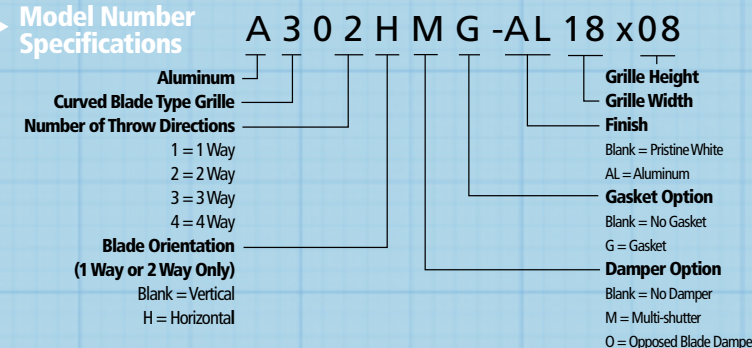 Model Number
Specifications
A 3 0 2 H M G -AL 18 x08
Aluminum
Curved Blade Type Grille
Number of Throw Directions
1 = 1 Way
2 = 2 Way
3 = 3 Way
4 = 4 Way
Blade Orientation
(1 Way or 2 Way Only)
Blank = Vertical
H = Horizontal
Grille Height
Grille Width
Finish
Blank = Pristine White
AL = Aluminum
Gasket Option
Blank = No Gasket
G = Gasket
Damper Option
Blank = No Damper
M = Multi-shutter
O = Opposed Blade Dampe